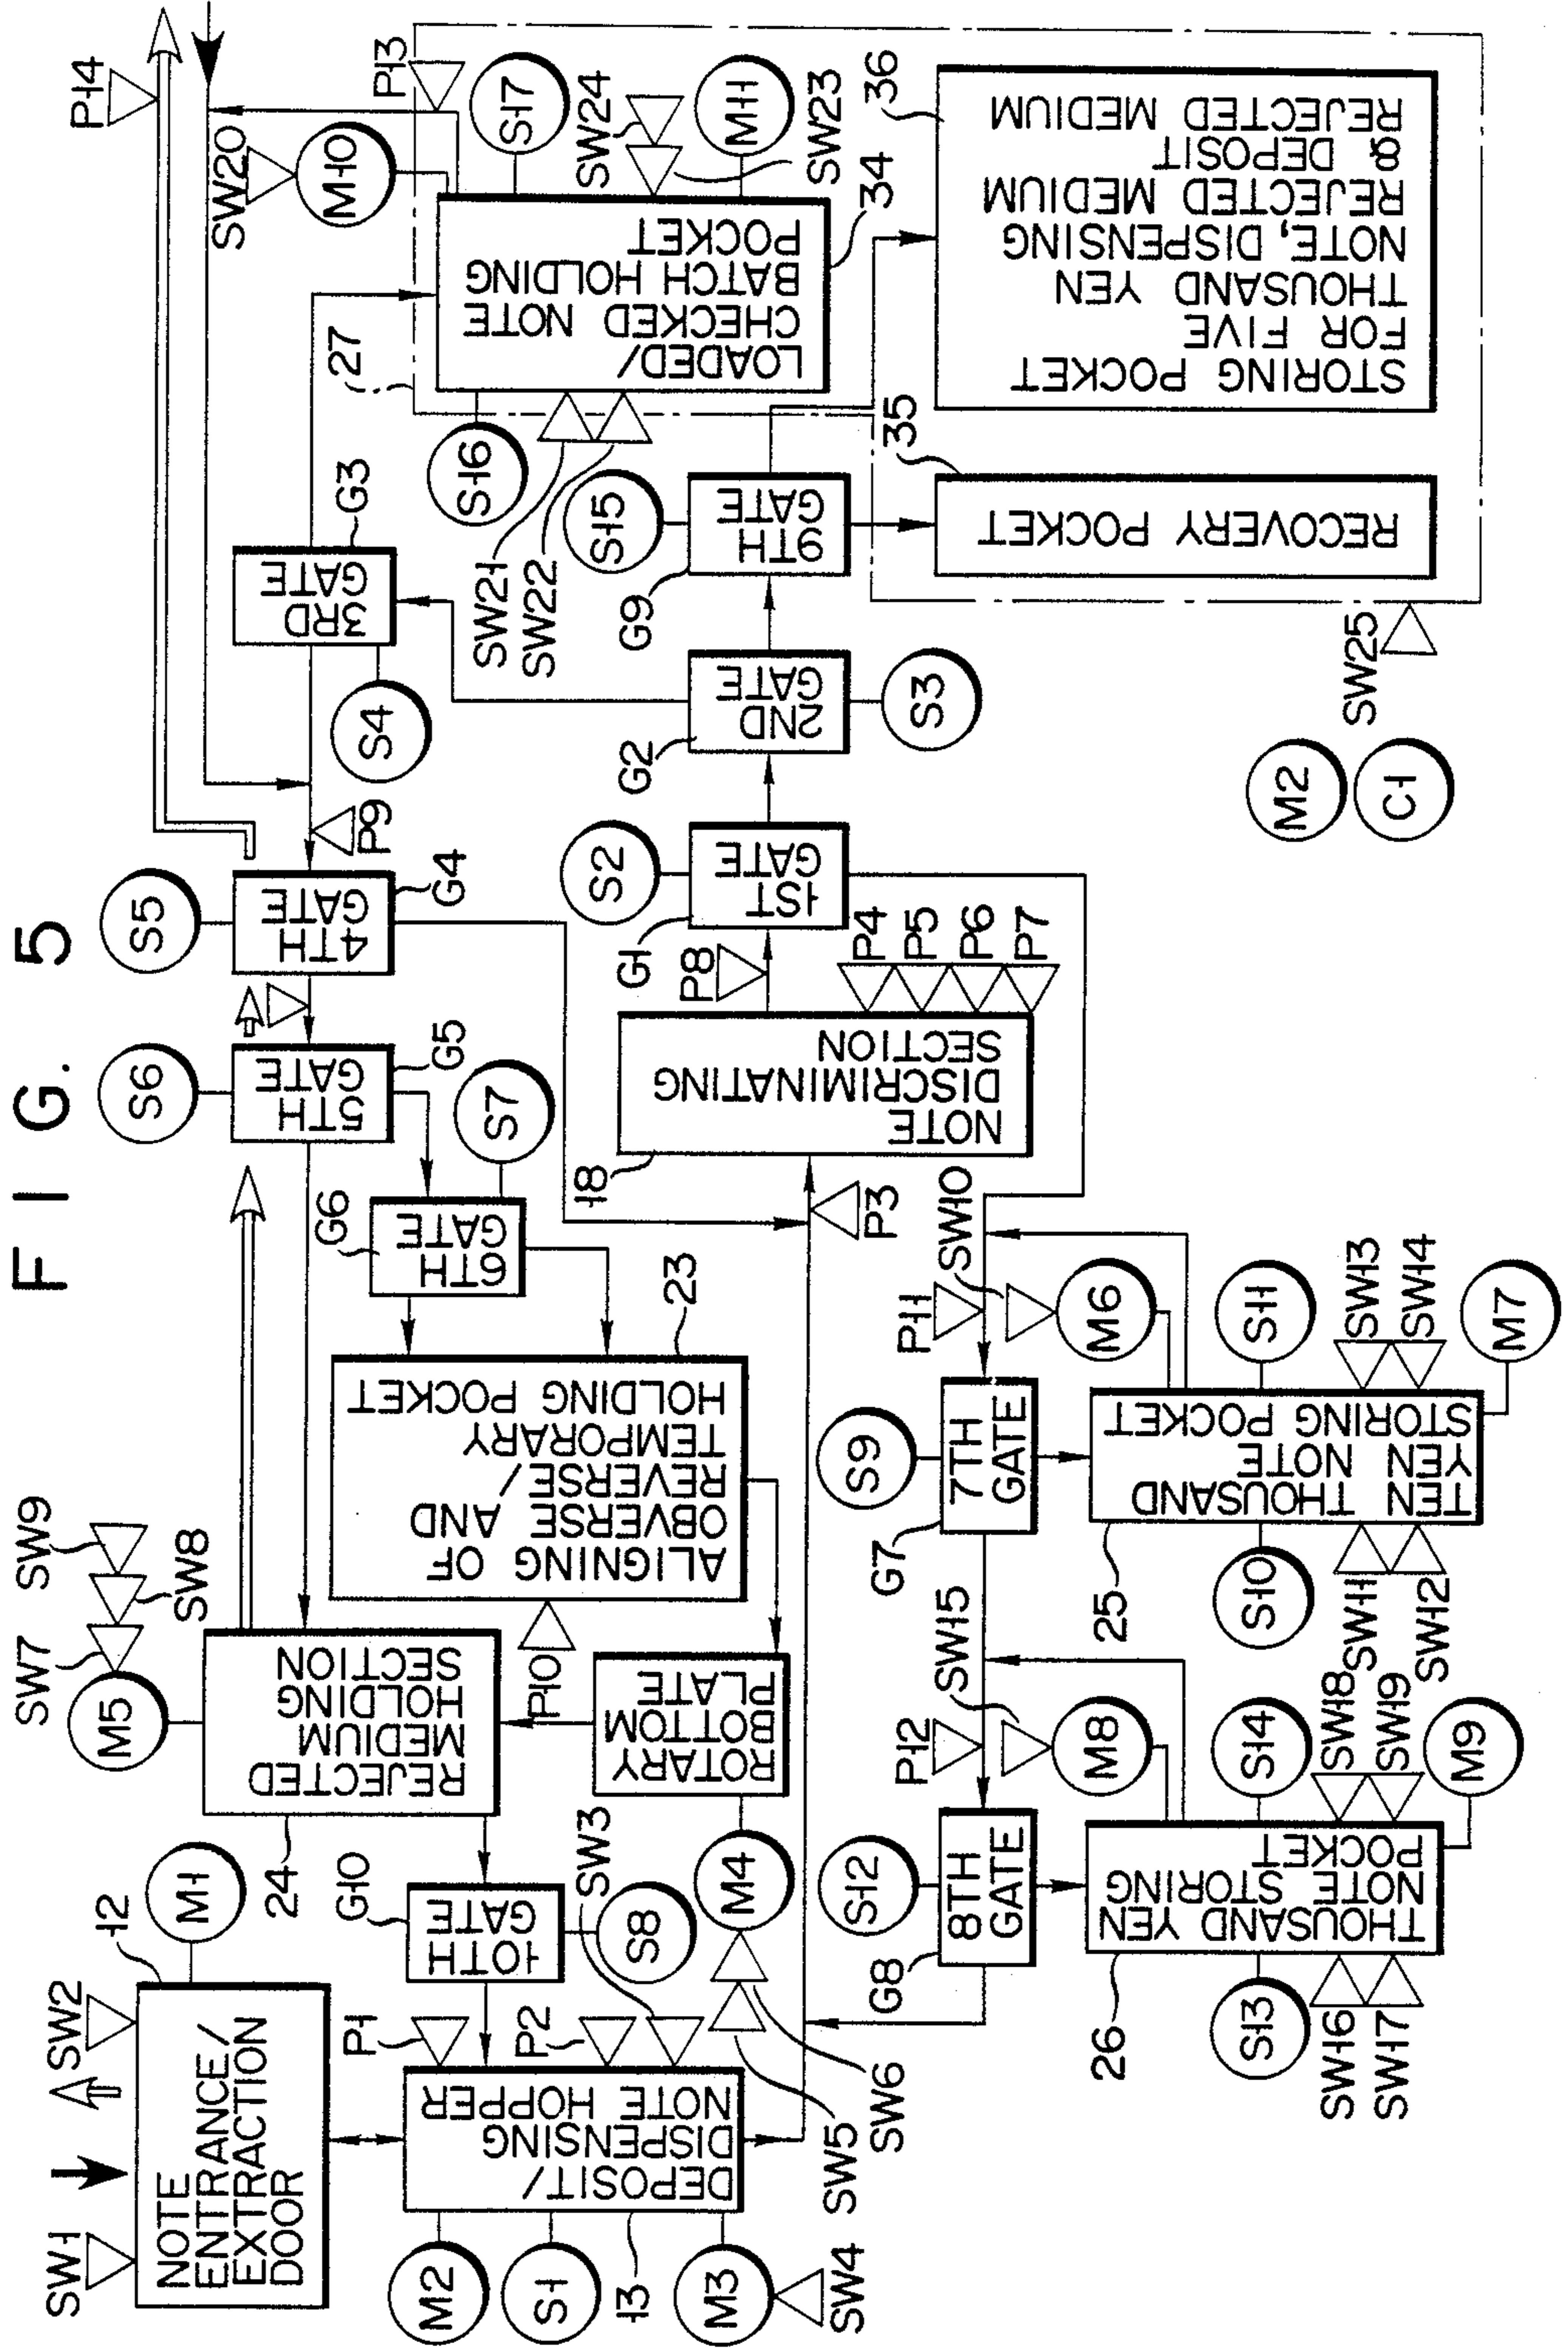 F I G. 5
SW1
SW2
NOTE
ENTRANCE/
EXTRACTION
DOOR
12
M1
M2
S1
13
M3
SW4
DEPOSIT/
DISPENSING
NOTE HOPPER
P1
P2
SW3
SW5
SW6
M4
10TH
GATE
G10
S8
24
REJECTED
MEDIUM
HOLDING
SECTION
M5
SW7
SW8
SW9
ROTARY
BOTTOM
PLATE
P10
ALIGNING OF
OBVERSE AND
REVERSE/
TEMPORARY
HOLDING POCKET
23
6TH
GATE
G6
S7
5TH
GATE
G5
S6
4TH
GATE
G4
S5
P9
3RD
GATE
G3
S4
P14
SW20
M10
P13
S17
SW24
SW23
M11
27
LOADED/
CHECKED NOTE
BATCH HOLDING
POCKET
34
S16
SW21
SW22
S15
9TH
GATE
G9
2ND
GATE
G2
S3
1ST
GATE
G1
S2
P8
P4
P5
P6
P7
NOTE
DISCRIMINATING
SECTION
18
P3
35
RECOVERY POCKET
36
STORING POCKET
FOR FIVE
THOUSAND YEN
NOTE, DISPENSING
REJECTED MEDIUM
& DEPOSIT
REJECTED MEDIUM
SW25
M2
C1
7TH
GATE
G7
S9
P11
SW10
M6
S11
SW13
SW14
M7
TEN THOUSAND
YEN NOTE
STORING POCKET
25
S10
SW11
SW12
8TH
GATE
G8
S12
P12
SW15
M8
S14
SW18
SW19
M9
THOUSAND YEN
NOTE STORING
POCKET
26
S13
SW16
SW17